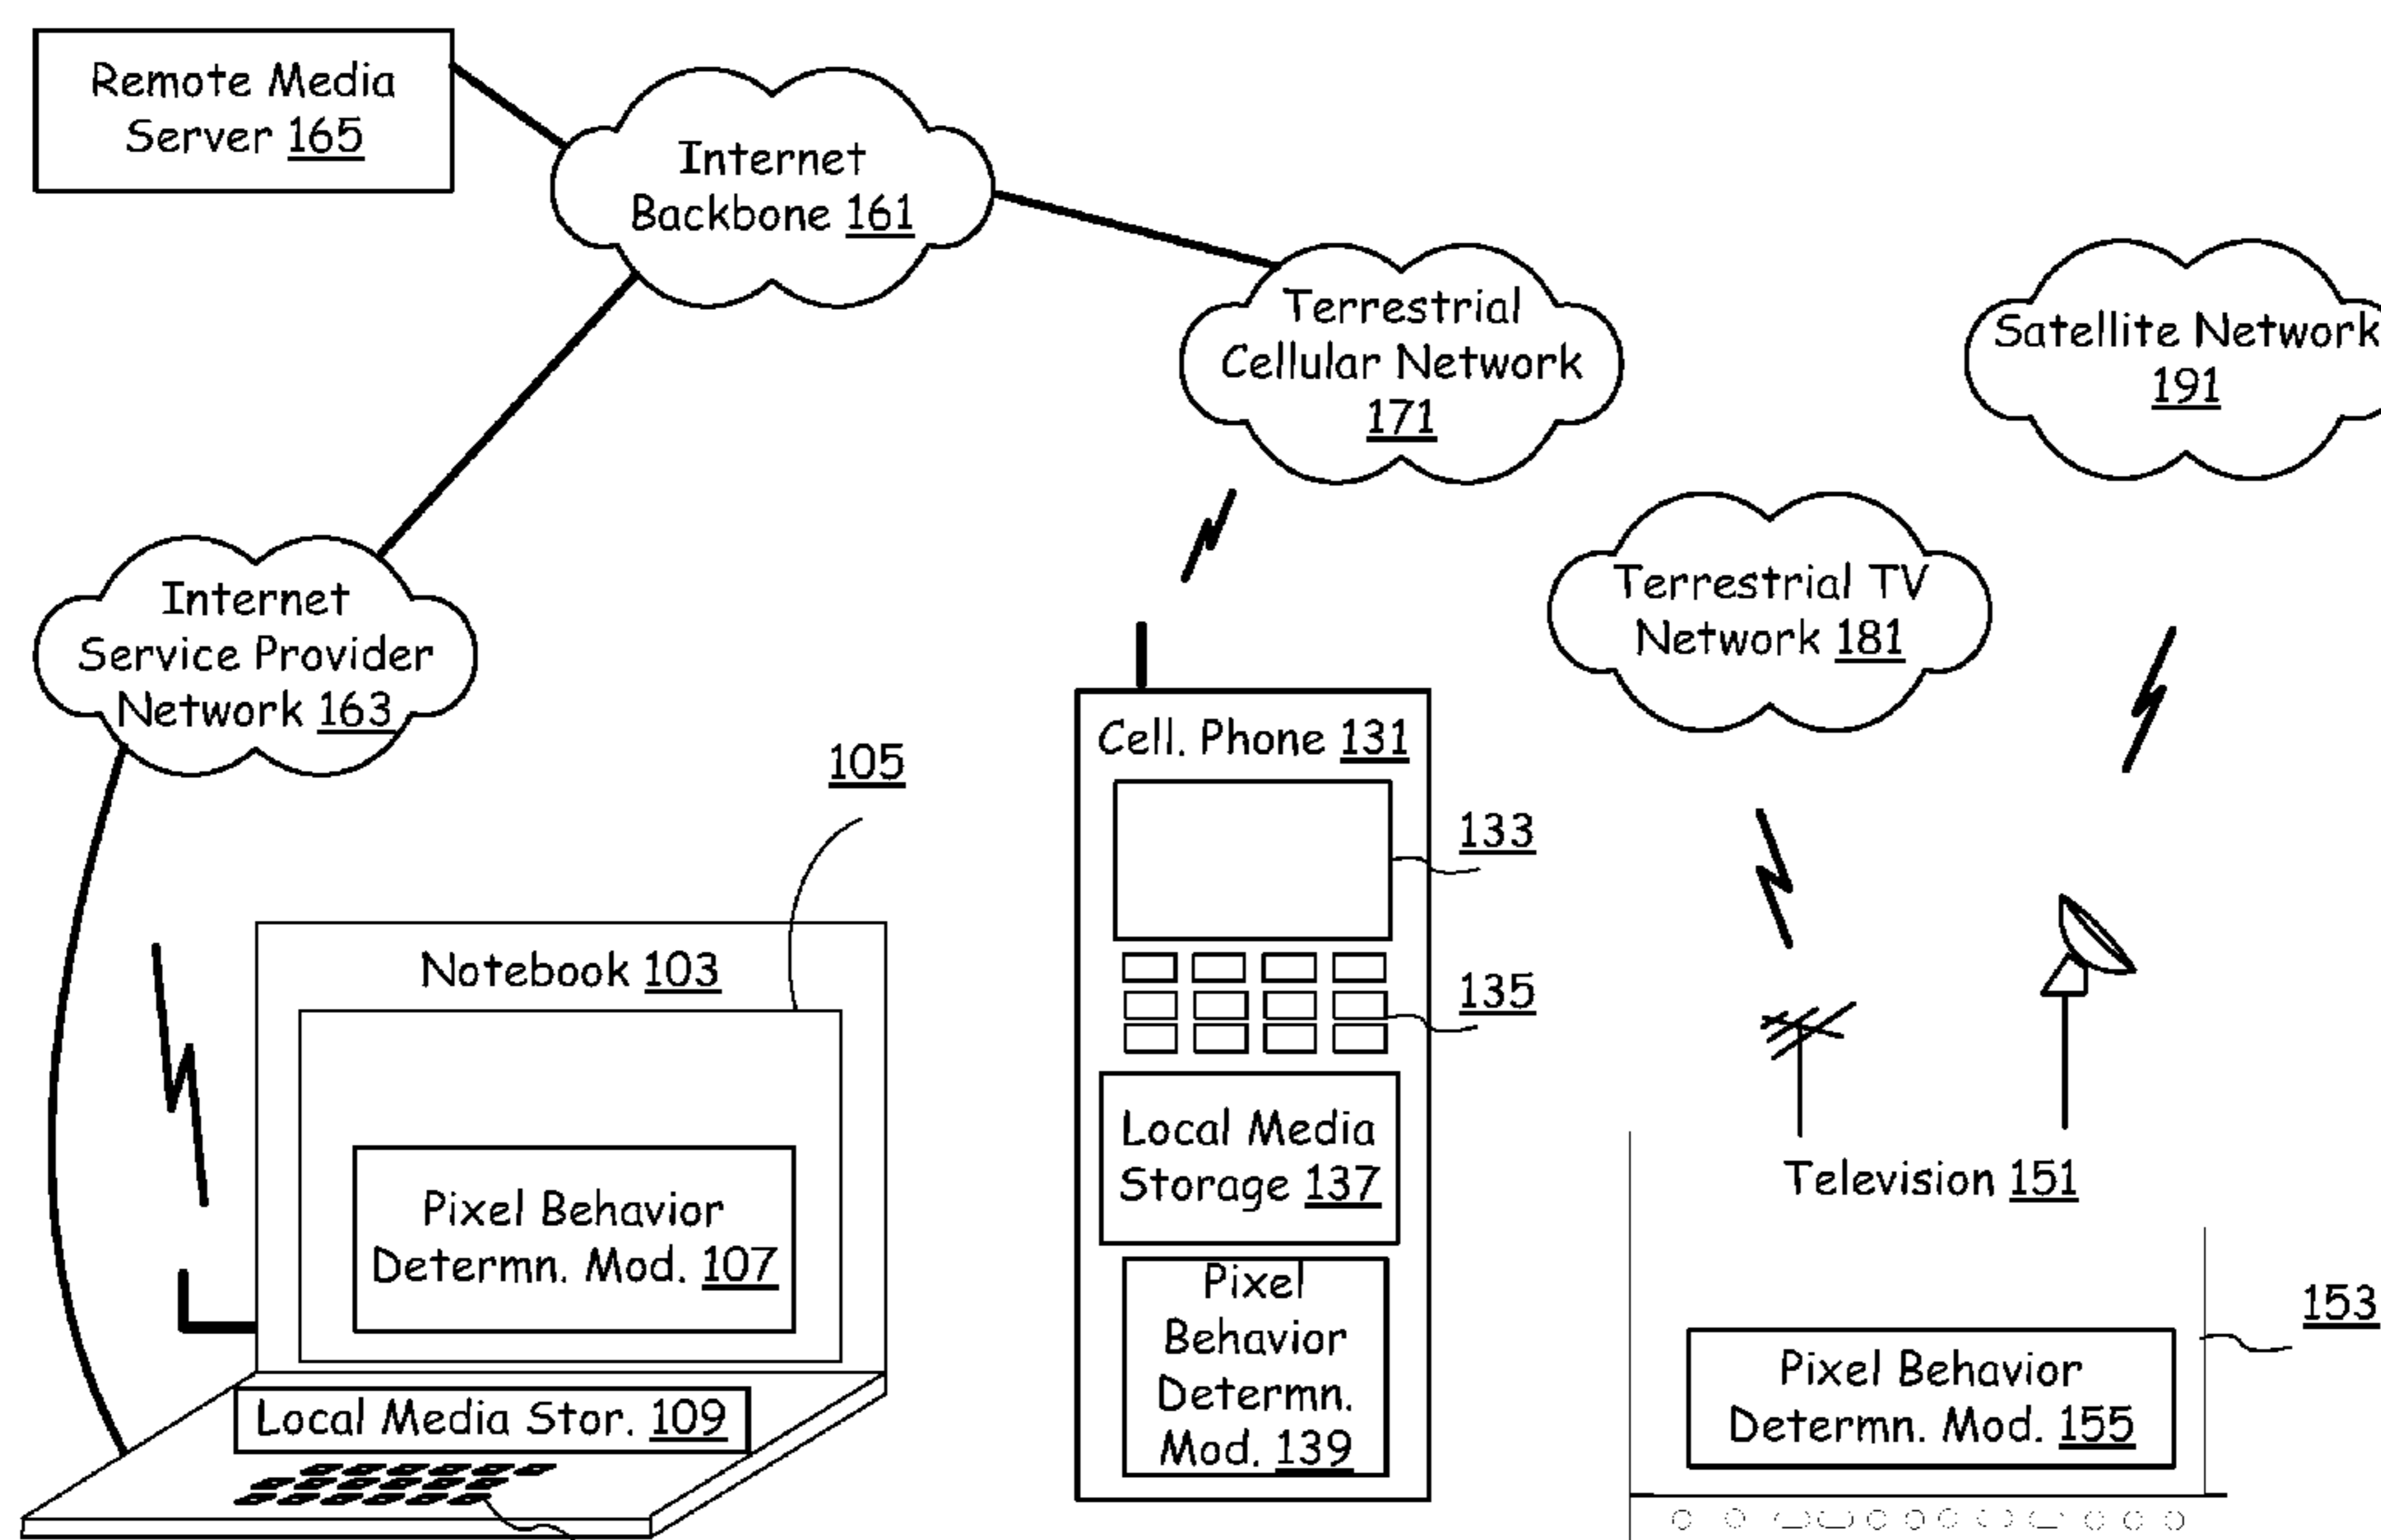 Remote Media
Server 165
Internet
Backbone 161
Terrestrial
Cellular Network
171
Satellite Network
191
Internet
Service Provider
Network 163
Terrestrial TV
Network 181
105
Cell. Phone 131
133
135
Notebook 103
Pixel Behavior
Determn. Mod. 107
Local Media Stor. 109
Local Media
Storage 137
Pixel
Behavior
Determn.
Mod. 139
Television 151
153
Pixel Behavior
Determn. Mod. 155